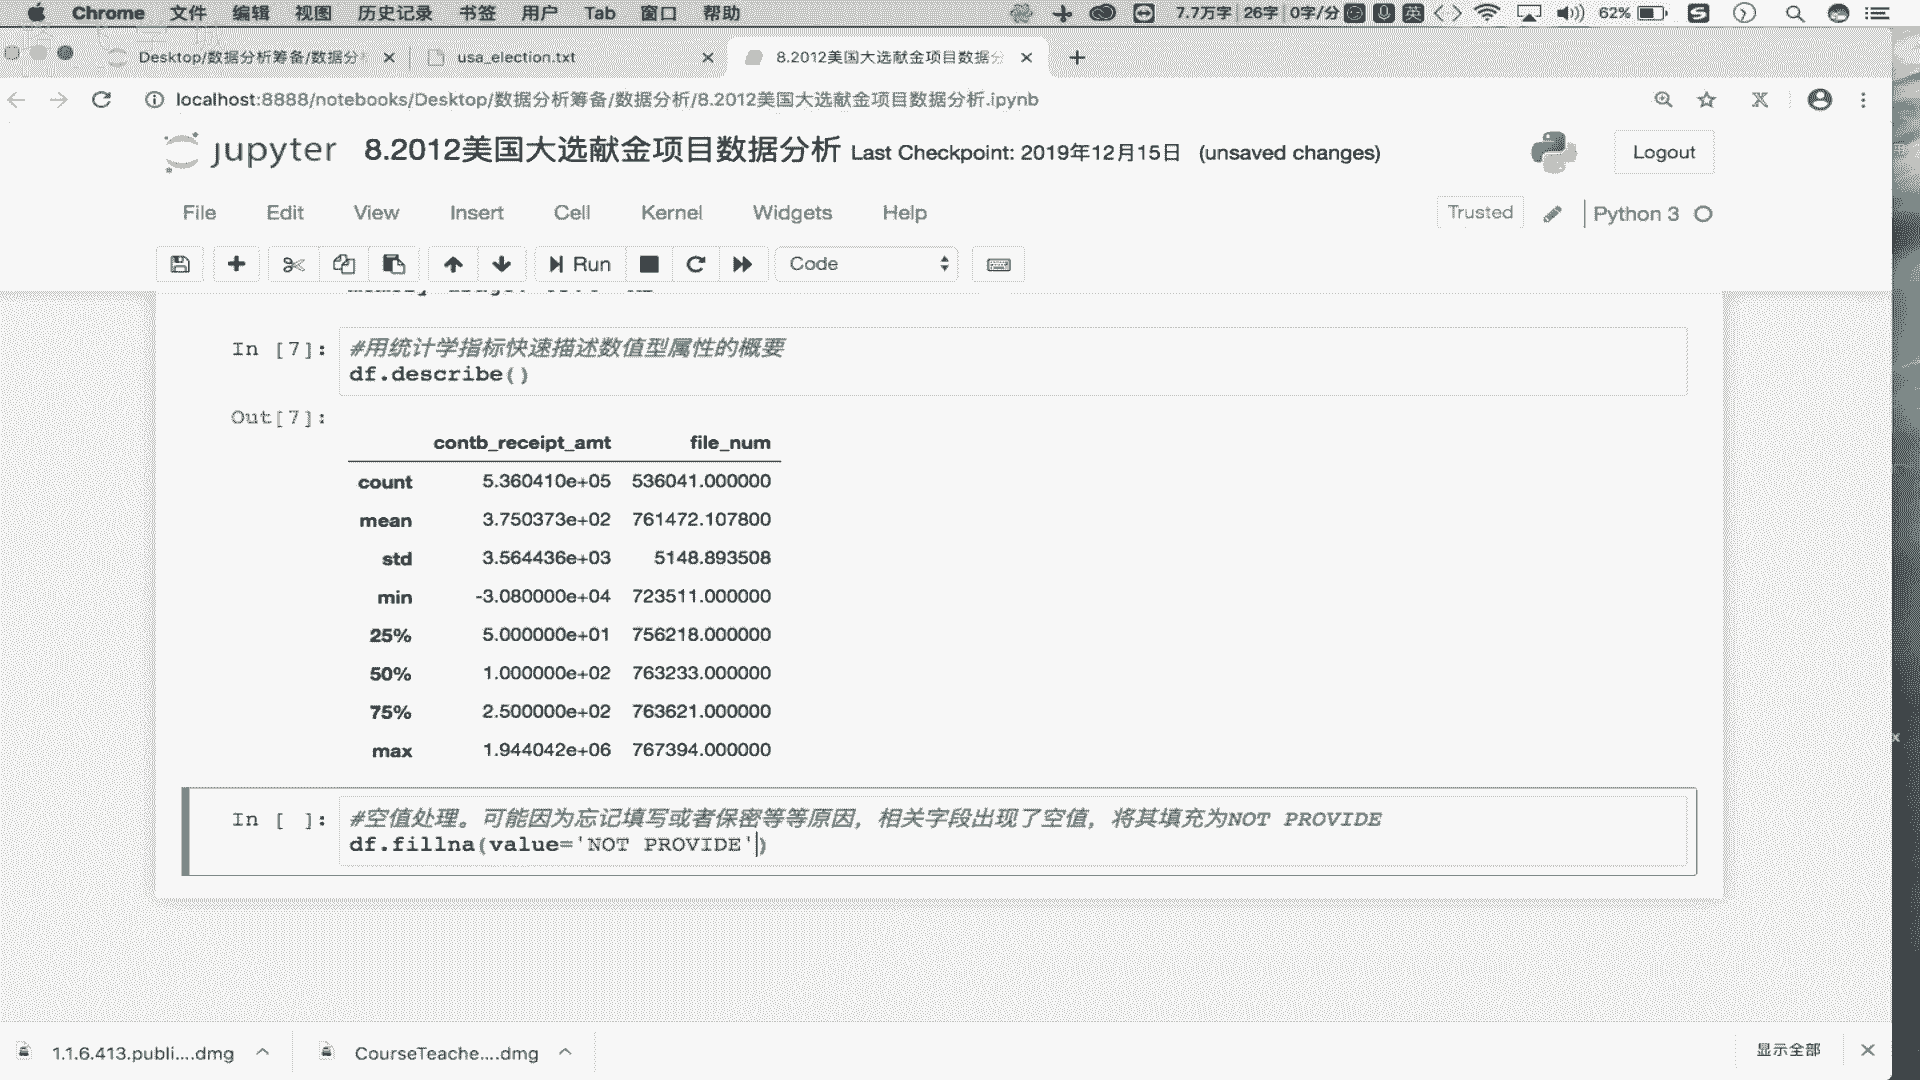 Chrome 文件 编辑 视图 历史记录 书签 用户 Tab 窗口 帮助 7.7万字 26字 0字/分 英 62%
Desktop/数据分析筹备/数据分 usa_election.txt 8.2012美国大选献金项目数据分
localhost:8888/notebooks/Desktop/数据分析筹备/数据分析/8.2012美国大选献金项目数据分析.ipynb
jupyter 8.2012美国大选献金项目数据分析 Last Checkpoint: 2019年12月15日 (unsaved changes) Logout
File Edit View Insert Cell Kernel Widgets Help Trusted Python 3
Run Code
In [7]: #用统计学指标快速描述数值型属性的概要
df.describe()
Out[7]:
contb_receipt_amt file_num
count 5.360410e+05 536041.000000
mean 3.750373e+02 761472.107800
std 3.564436e+03 5148.893508
min -3.080000e+04 723511.000000
25% 5.000000e+01 756218.000000
50% 1.000000e+02 763233.000000
75% 2.500000e+02 763621.000000
max 1.944042e+06 767394.000000
In [ ]: #空值处理。可能因为忘记填写或者保密等等原因，相关字段出现了空值，将其填充为NOT PROVIDE
df.fillna(value='NOT PROVIDE')
1.1.6.413.publi....dmg CourseTeache....dmg 显示全部